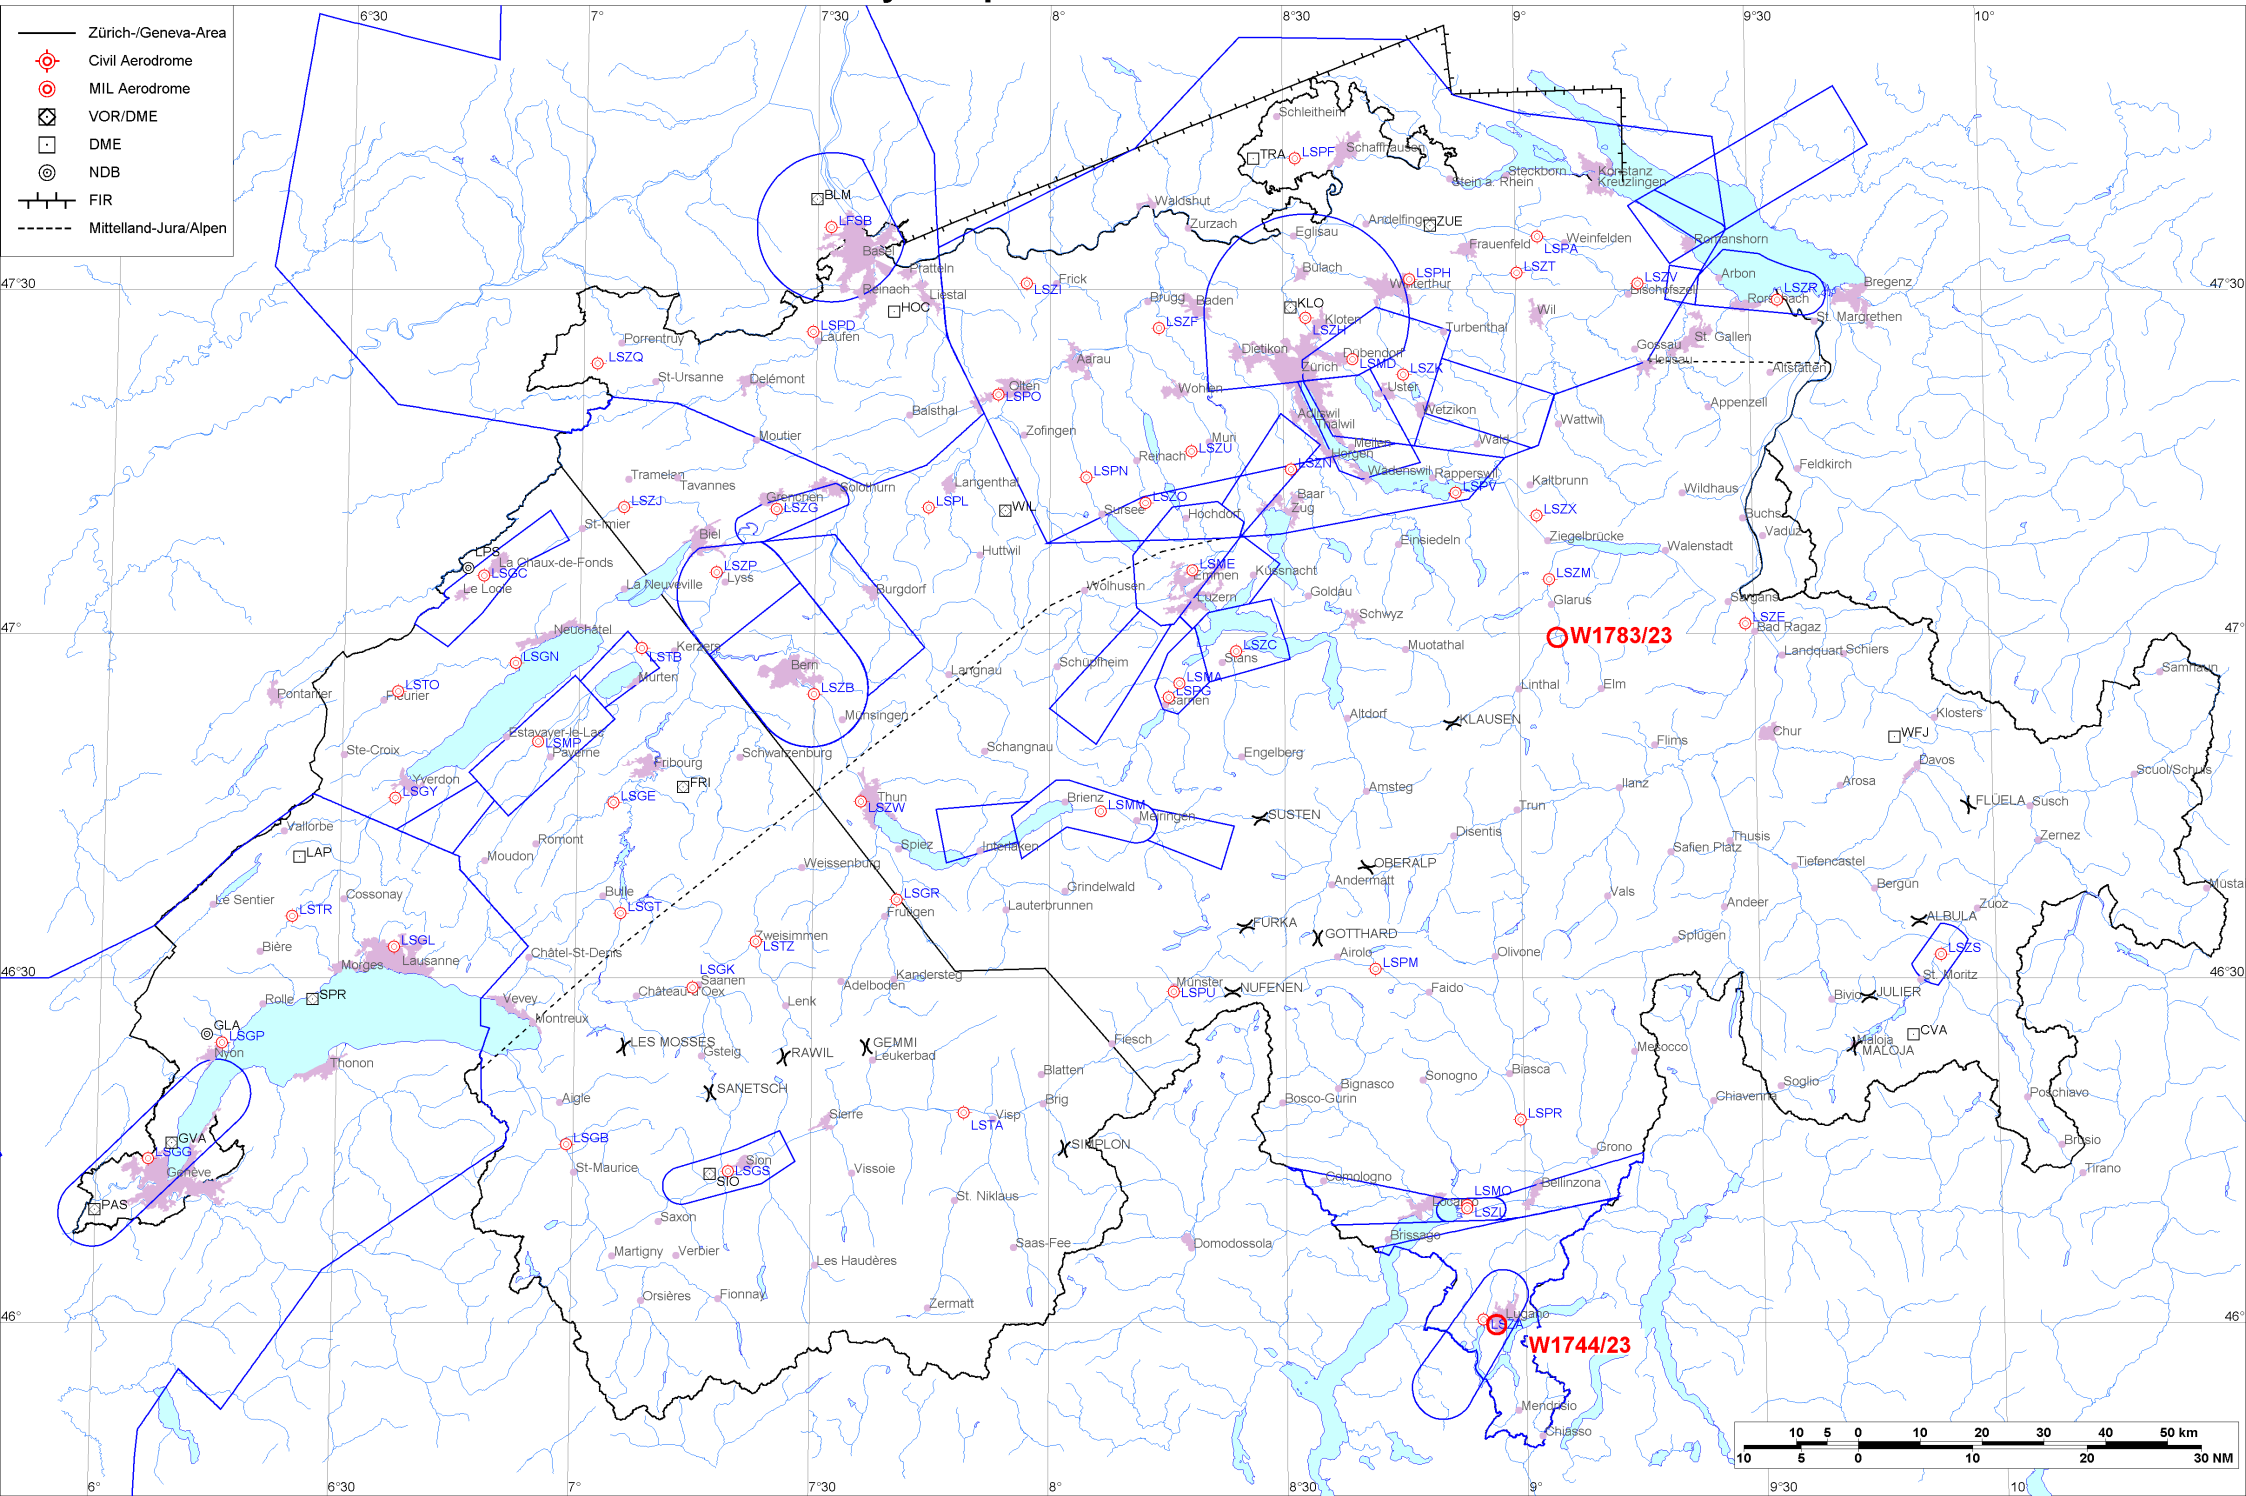 6°30
7°
7°30
8°
8°30
9°
9°30
10°
Zürich-/Geneva-Area
Civil Aerodrome
MIL Aerodrome
VOR/DME
DME
NDB
FIR
Mittelland-Jura/Alpen
Schleitheim
TRA
LSPF
Schaffhausen
Steckborn
Stein a. Rhein
Konstanz
Kreuzlingen
BLM
LFSB
Basel
Waldshut
Zurzach
Eglisau
Andelfingen
ZUE
LSPA
Weinfelden
Frauenfeld
Romanshorn
Pratteln
Reinach
Liestal
HOC
Frick
LSZI
Bülach
LSPH
Winterthur
LSZT
LSZV
Bischofszell
Arbon
LSZR
Rorschach
Bregenz
47°30
47°30
St. Margrethen
Brugg
Baden
LSZF
KLO
Kloten
LSZH
Wil
Turbenthal
St. Gallen
Gossau
Herisau
Altstätten
LSPD
Laufen
Porrentruy
LSZQ
St-Ursanne
Delémont
Aarau
Olten
LSPO
Balsthal
Zofingen
Dietikon
Zürich
Dübendorf
LSMD
LSZK
Uster
Wetzikon
Wohlen
Adliswil
Thalwil
Appenzell
Wattwil
Moutier
Muri
LSZU
Reinach
Meilen
Horgen
Wald
LSZN
Wädenswil
Rapperswil
LSPV
Kaltbrunn
Wildhaus
Feldkirch
Tramelan
Tavannes
Grenchen
Solothurn
LSZG
LSZJ
St-Imier
Langenthal
LSPL
WIL
LSPN
LSZO
Sursee
Hochdorf
Baar
Zug
LSZX
Buchs
Vaduz
Biel
LPS
La Chaux-de-Fonds
LSGC
Le Locle
LSZP
Lyss
La Neuveville
Huttwil
Burgdorf
Einsiedeln
Ziegelbrücke
Walenstadt
LSME
Emmen
Küssnacht
Wolhusen
Luzern
Goldau
Schwyz
LSZM
Glarus
Sargans
LSZE
Bad Ragaz
47°
47°
W1783/23
Neuchâtel
Kerzers
LSTB
Murten
LSGN
LSTO
Fleurier
Pontarlier
Bern
LSZB
Münsingen
Langnau
Schüpfheim
LSZC
Stans
LSMA
LSPG
Sarnen
Muotathal
Linthal
Elm
Landquart
Schiers
Samnaun
Klosters
Altdorf
KLAUSEN
Ste-Croix
Estavayer-le-Lac
LSMP
Payerne
Schwarzenburg
Schangnau
Engelberg
Flims
Chur
WFJ
Davos
Scuol/Schuls
Yverdon
LSGY
Fribourg
FRI
LSGE
Thun
LSZW
Brienz
LSMM
Meiringen
SUSTEN
Amsteg
Trun
Ilanz
Arosa
FLÜELA
Susch
Zernez
Vallorbe
LAP
Romont
Moudon
Spiez
Interlaken
Disentis
Thusis
Safien Platz
Tiefencastel
Weissenburg
OBERALP
Andermatt
Vals
Bergun
Cossonay
Le Sentier
Bulle
LSGT
LSGR
Frutigen
Grindelwald
Lauterbrunnen
FURKA
GOTTHARD
Andeer
Zuoz
ALBULA
LSTR
Bière
LSGL
Lausanne
Morges
Châtel-St-Denis
Zweisimmen
LSTZ
Airolo
LSPM
Olivone
Splügen
LSZS
St. Moritz
46°30
46°30
LSGK
Saanen
Château-d'Oex
Adelboden
Kandersteg
Münster
LSPU
NUFENEN
Faido
Bivio
JULIER
SPR
Rolle
Vevey
Montreux
Lenk
GLA
LSGP
Nyon
Thonon
LES MOSSES
Gsteig
RAWIL
GEMMI
Leukerbad
Fiesch
Mesocco
CVA
Maloja
MALOJA
SANETSCH
Aigle
Blatten
Brig
Bignasco
Bosco-Gurin
Sonogno
Biasca
Soglio
Chiavenna
Poschiavo
Sierre
LSTA
Visp
LSPR
GVA
LSGG
Genève
PAS
LSGB
St-Maurice
Sion
LSGS
SIO
Vissoie
SIMPLON
Grono
Brusio
Tirano
Comologno
Bellinzona
LSMO
Locarno
LSZL
Saxon
St. Niklaus
Martigny
Verbier
Les Haudères
Saas-Fee
Domodossola
Brissago
Orsières
Fionnay
Zermatt
46°
46°
Lugano
LSZA
W1744/23
Mendrisio
Chiasso
10 5 0 10 20 30 40 50 km
10 5 0 10 20 30 NM
6°
6°30
7°
7°30
8°
8°30
9°
9°30
10°